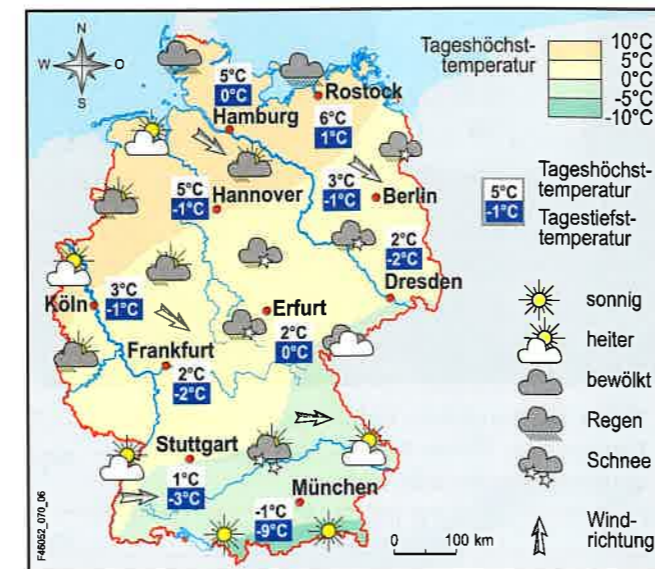 N
W O
S
5°C
0°C
Hamburg
Rostock
6°C
1°C
5°C
-1°C
Hannover
3°C
-1°C
Berlin
2°C
-2°C
Dresden
Köln
3°C
-1°C
Erfurt
2°C
0°C
Frankfurt
2°C
-2°C
Stuttgart
1°C
-3°C
München
-1°C
-9°C
0 100 km
F46052_070_06
Tageshöchst-
temperatur
10°C
5°C
0°C
-5°C
-10°C
5°C
-1°C
Tageshöchst-
temperatur
Tagestiefst-
temperatur
sonnig
heiter
bewölkt
Regen
Schnee
Wind-
richtung